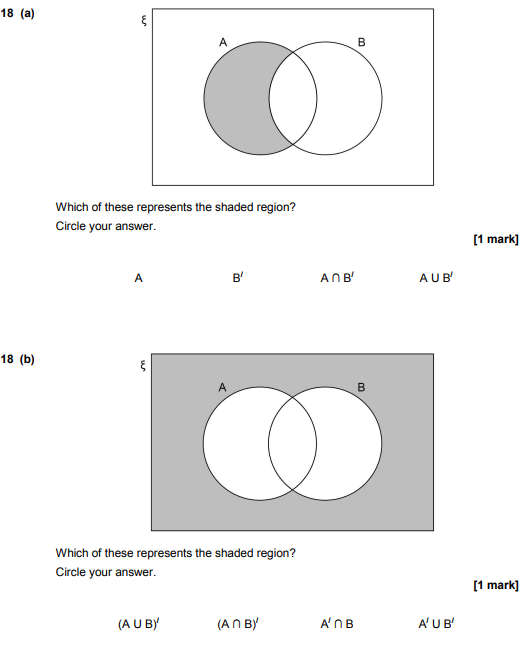 18 (a)
ξ
A B
Which of these represents the shaded region?
Circle your answer.
[1 mark]
A B′ A ∩ B′ A ∪ B′
18 (b)
ξ
A B
Which of these represents the shaded region?
Circle your answer.
[1 mark]
(A ∪ B)′ (A ∩ B)′ A′ ∩ B A′ ∪ B′